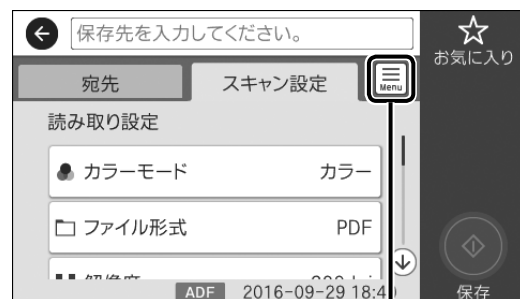 保存先を入力してください。
お気に入り
宛先
スキャン設定
Menu
読み取り設定
カラーモード カラー
ファイル形式 PDF
ADF 2016-09-29 18:4
保存